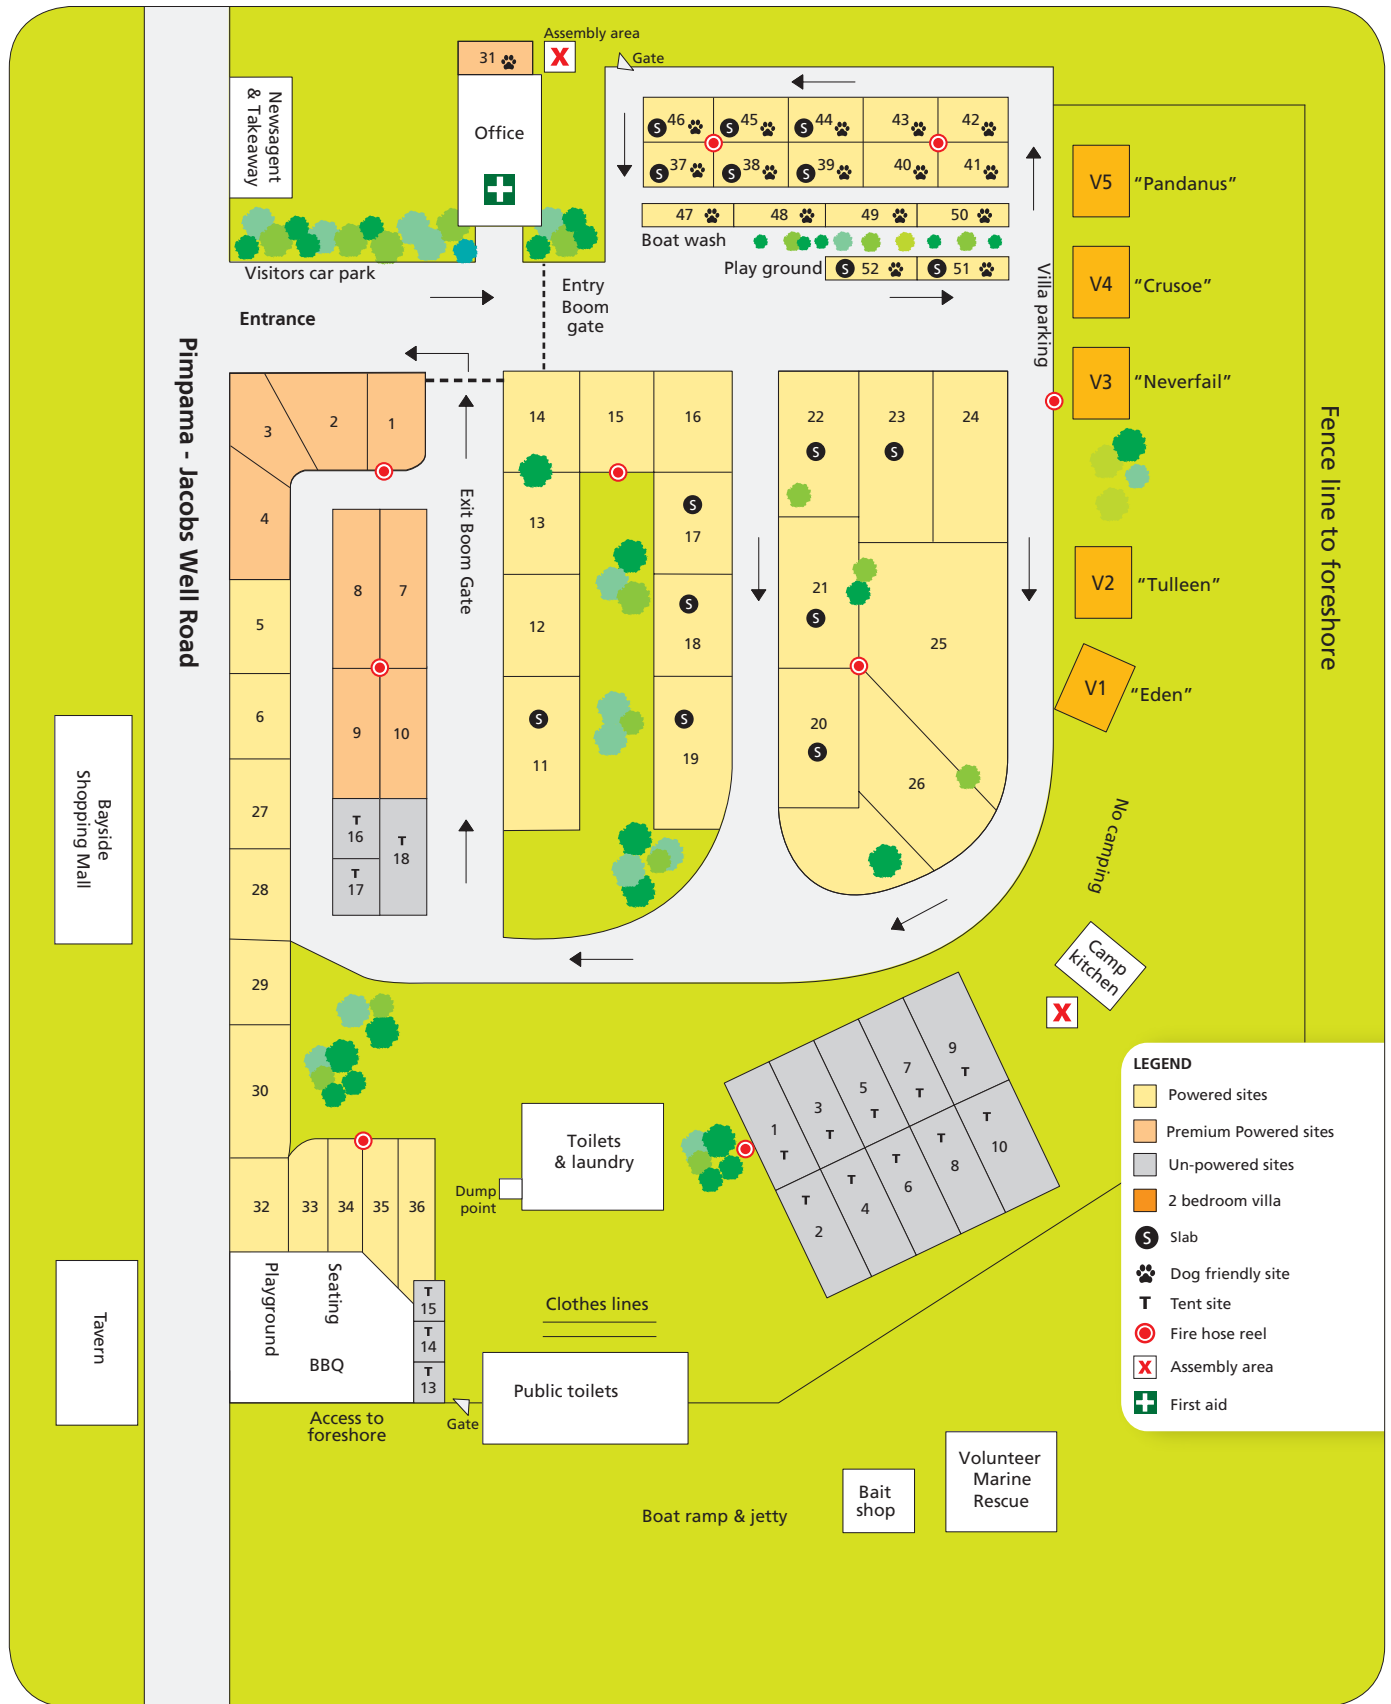 Assembly area
31
X
Gate
Newsagent
& Takeaway
Office
S 46
S 45
S 44
43
42
S 37
S 38
S 39
40
41
47
48
49
50
Boat wash
Play ground
S 52
S 51
Visitors car park
Entrance
Entry
Boom
gate
Villa parking
V5
"Pandanus"
V4
"Crusoe"
V3
"Neverfail"
V2
"Tulleen"
V1
"Eden"
Fence line to foreshore
Pimpama - Jacobs Well Road
Exit Boom Gate
3
2
1
4
5
6
27
28
29
30
8
7
9
10
T
16
T
17
T
18
14
15
16
13
S
17
12
S
18
S
11
S
19
22
S
23
S
24
21
S
25
20
S
26
No camping
Camp
kitchen
X
Bayside
Shopping Mall
Tavern
32
33
34
35
36
Playground
Seating
BBQ
T
15
T
14
T
13
Access to
foreshore
Gate
Toilets
& laundry
Dump
point
Clothes lines
Public toilets
1
T
3
T
5
T
7
T
9
T
T
2
T
4
T
6
T
8
T
10
Boat ramp & jetty
Bait
shop
Volunteer
Marine
Rescue
LEGEND
Powered sites
Premium Powered sites
Un-powered sites
2 bedroom villa
S Slab
Dog friendly site
T Tent site
Fire hose reel
X Assembly area
First aid